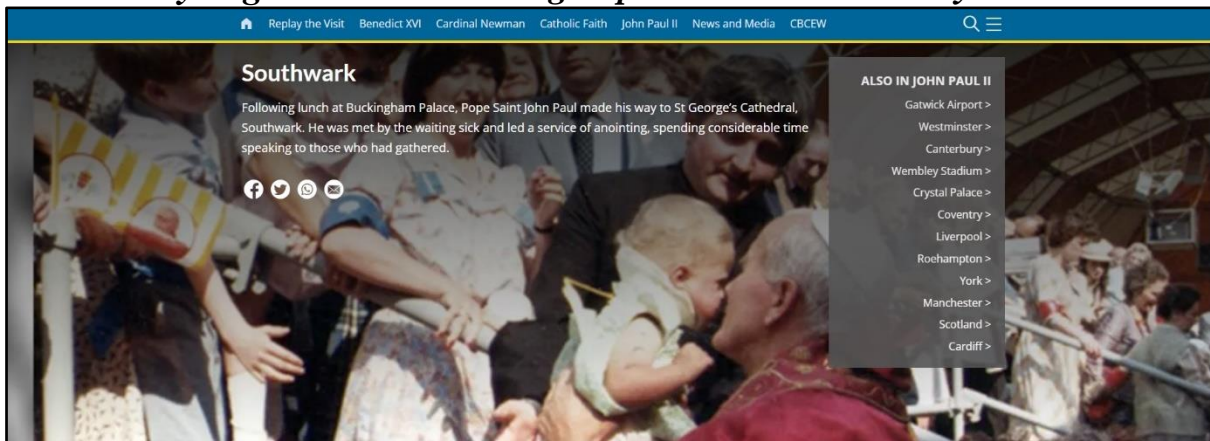 Replay the Visit Benedict XVI Cardinal Newman Catholic Faith John Paul II News and Media CBCEW
Southwark
Following lunch at Buckingham Palace, Pope Saint John Paul made his way to St George's Cathedral,
Southwark. He was met by the waiting sick and led a service of anointing, spending considerable time
speaking to those who had gathered.
ALSO IN JOHN PAUL II
Gatwick Airport >
Westminster >
Canterbury >
Wembley Stadium >
Crystal Palace >
Coventry >
Liverpool >
Roehampton >
York >
Manchester >
Scotland >
Cardiff >